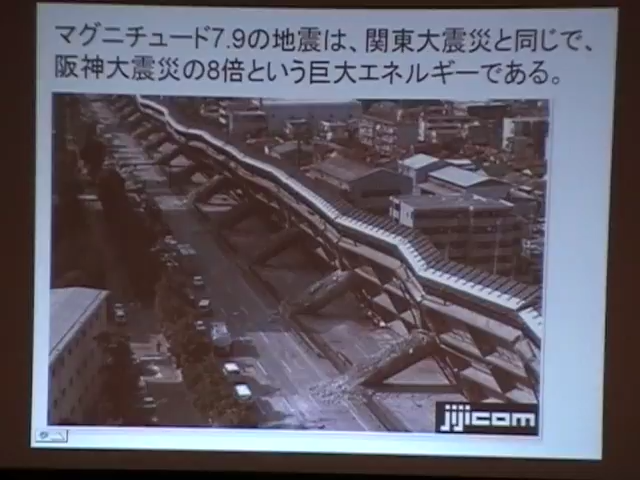 マグニチュード7.9の地震は、関東大震災と同じで、
阪神大震災の8倍という巨大エネルギーである。
jijicom